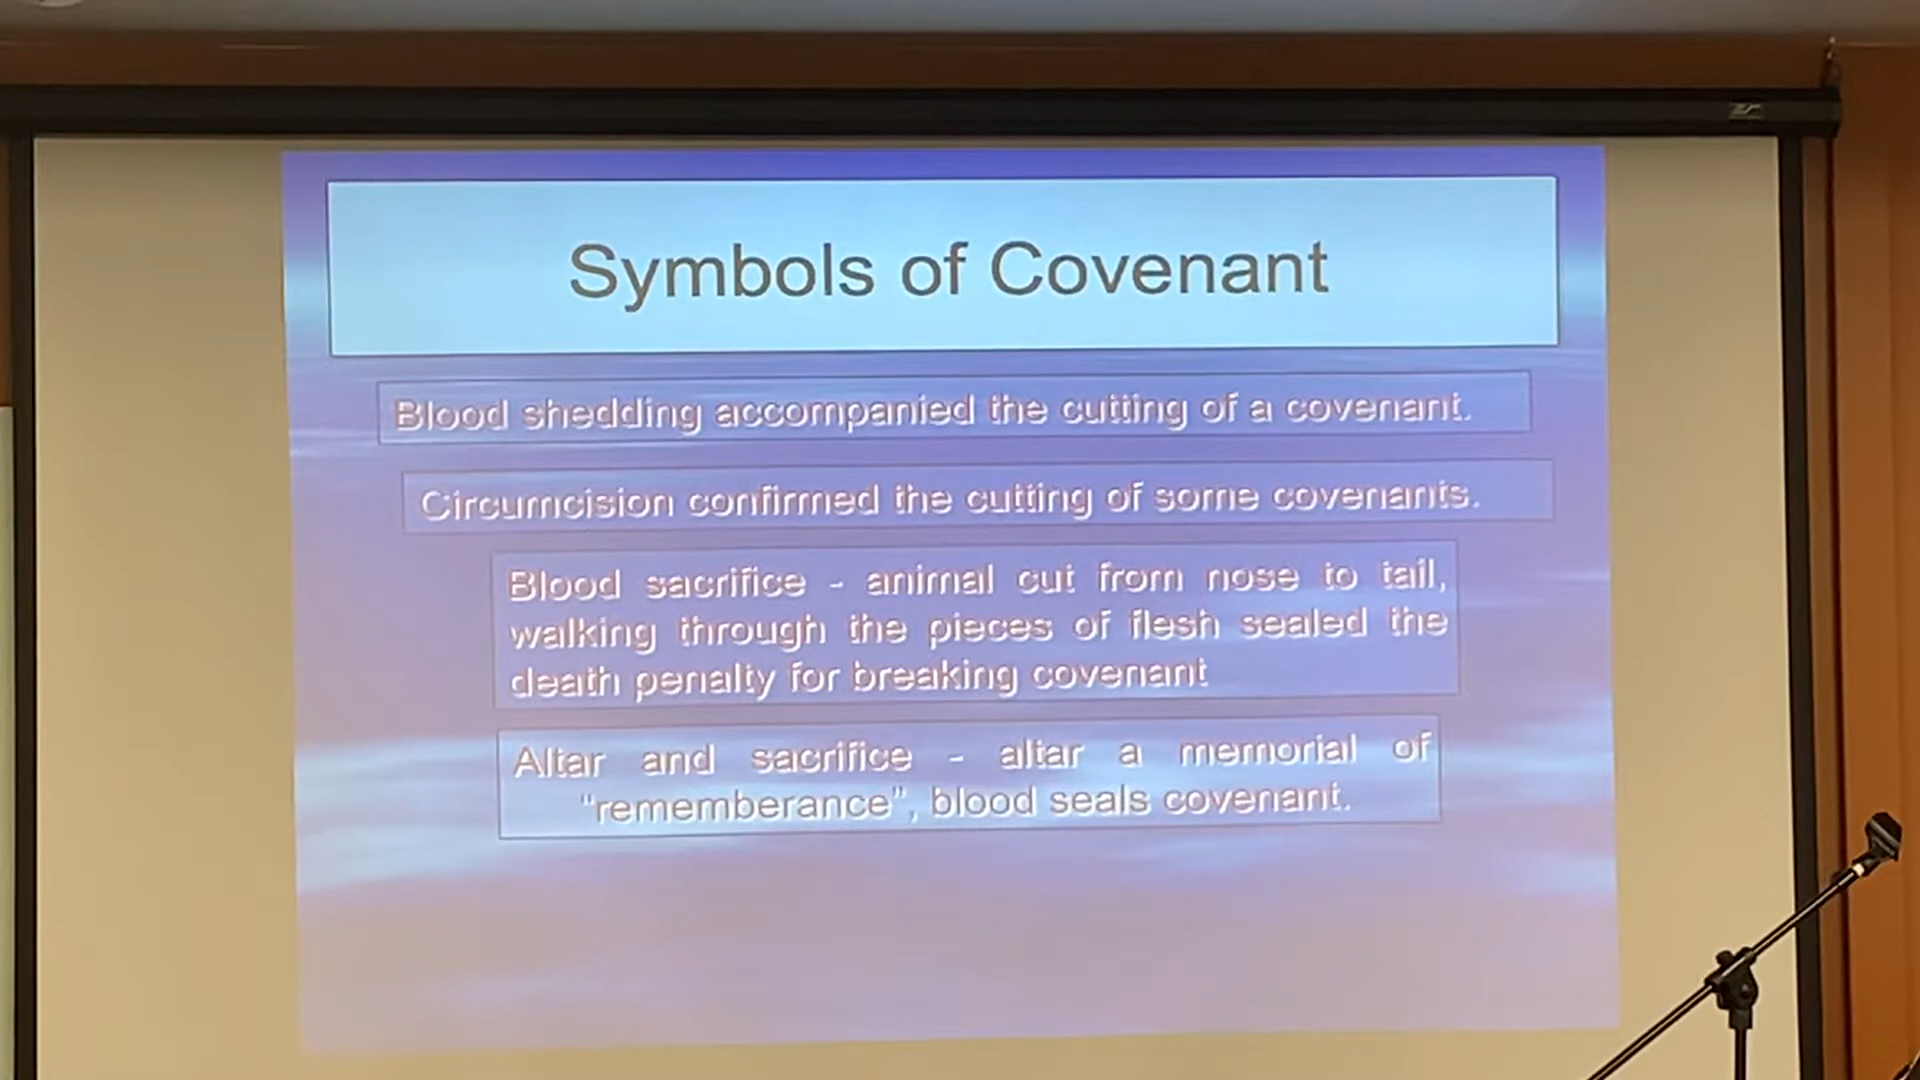 Symbols of Covenant
Blood shedding accompanied the cutting of a covenant.
Circumcision confirmed the cutting of some covenants.
Blood sacrifice - animal cut from nose to tail,
walking through the pieces of flesh sealed the
death penalty for breaking covenant
Altar and sacrifice - altar a memorial of
"rememberance", blood seals covenant.